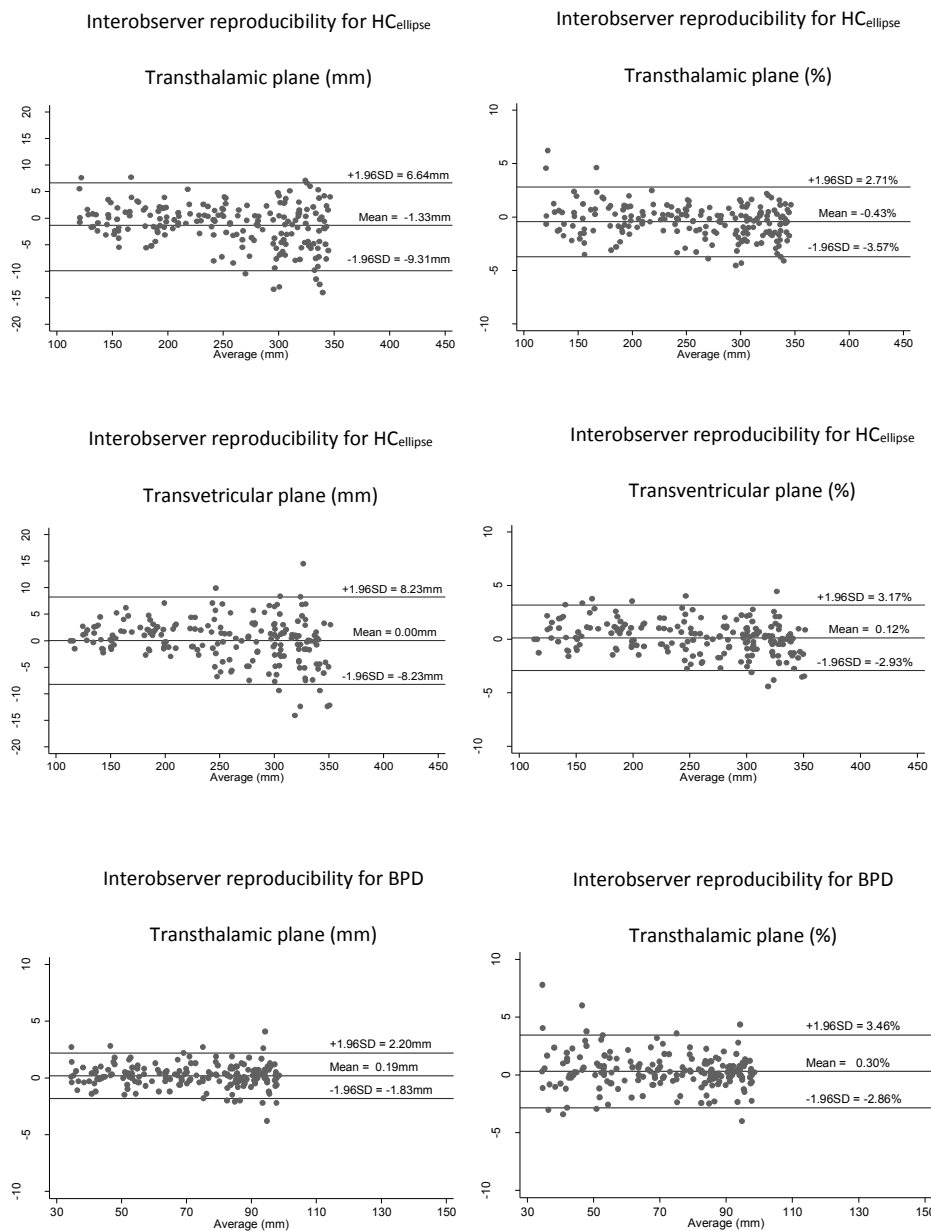 Interobserver reproducibility for HCellipse
Transthalamic plane (mm)
20
15
10
5
0
-5
-10
-15
-20
+1.96SD = 6.64mm
Mean = -1.33mm
-1.96SD = -9.31mm
100 150 200 250 300 350 400 450
Average (mm)
Interobserver reproducibility for HCellipse
Transthalamic plane (%)
10
5
0
-5
-10
+1.96SD = 2.71%
Mean = -0.43%
-1.96SD = -3.57%
100 150 200 250 300 350 400 450
Average (mm)
Interobserver reproducibility for HCellipse
Transvetricular plane (mm)
20
15
10
5
0
-5
-10
-15
-20
+1.96SD = 8.23mm
Mean = 0.00mm
-1.96SD = -8.23mm
100 150 200 250 300 350 400 450
Average (mm)
Interobserver reproducibility for HCellipse
Transventricular plane (%)
10
5
0
-5
-10
+1.96SD = 3.17%
Mean = 0.12%
-1.96SD = -2.93%
100 150 200 250 300 350 400 450
Average (mm)
Interobserver reproducibility for BPD
Transthalamic plane (mm)
10
5
0
-5
-10
+1.96SD = 2.20mm
Mean = 0.19mm
-1.96SD = -1.83mm
30 50 70 90 110 130 150
Average (mm)
Interobserver reproducibility for BPD
Transthalamic plane (%)
10
5
0
-5
-10
+1.96SD = 3.46%
Mean = 0.30%
-1.96SD = -2.86%
30 50 70 90 110 130 150
Average (mm)